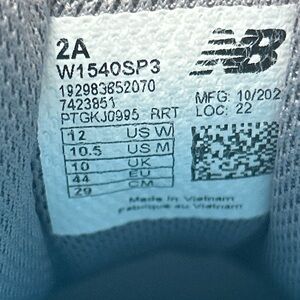 2A
NB
W1540SP3
192983652070
7423851
MFG: 10/202
PTGKJ0995 RRT
LOC: 22
12 US W
10.5 US M
10 UK
44 EU
29 CM
Made in Vietnam
Fabriqué au Vietnam